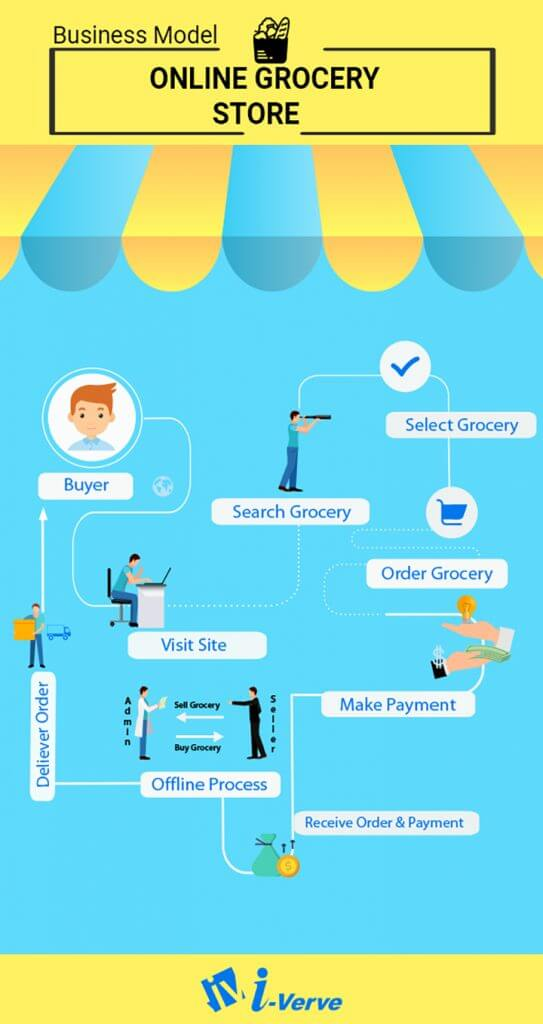 Business Model
ONLINE GROCERY
STORE
Buyer
Select Grocery
Search Grocery
Order Grocery
Visit Site
Make Payment
Deliever Order
Admin
Sell Grocery
Buy Grocery
Seller
Offline Process
Receive Order & Payment
$
$
i-Verve